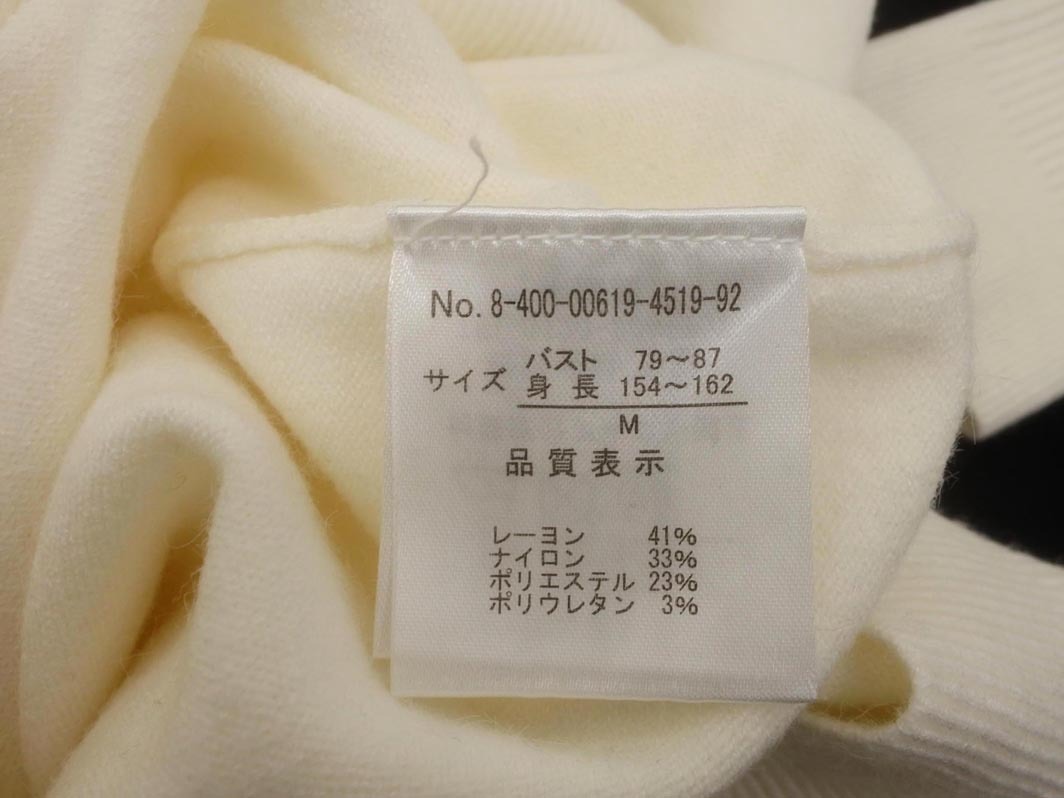 No. 8-400-00619-4519-92
バスト 79～87
サイズ 身長 154～162
M
品質表示
レーヨン 41%
ナイロン 33%
ポリエステル 23%
ポリウレタン 3%